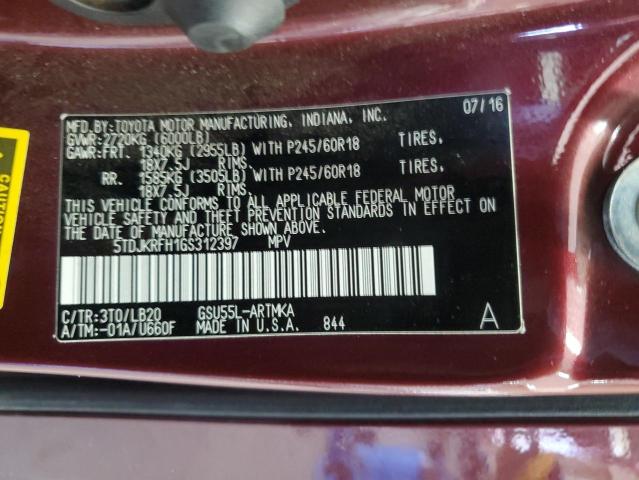 MFD.BY:TOYOTA MOTOR MANUFACTURING, INDIANA, INC. 07/16
GVWR:2720KG (6000LB)
GAWR:FRT. 1340KG (2955LB) WITH P245/60R18 TIRES.
18X7.5J RIMS.
RR. 1585KG (3505LB) WITH P245/60R18 TIRES.
18X7.5J RIMS.
THIS VEHICLE CONFORMS TO ALL APPLICABLE FEDERAL MOTOR
VEHICLE SAFETY AND THEFT PREVENTION STANDARDS IN EFFECT ON
THE DATE OF MANUFACTURE SHOWN ABOVE.
5TDJKRFH1GS312397 MPV
C/TR:3T0/LB20 GSU55L-ARTMKA
A/TM:-01A/U660F MADE IN U.S.A. 844 A